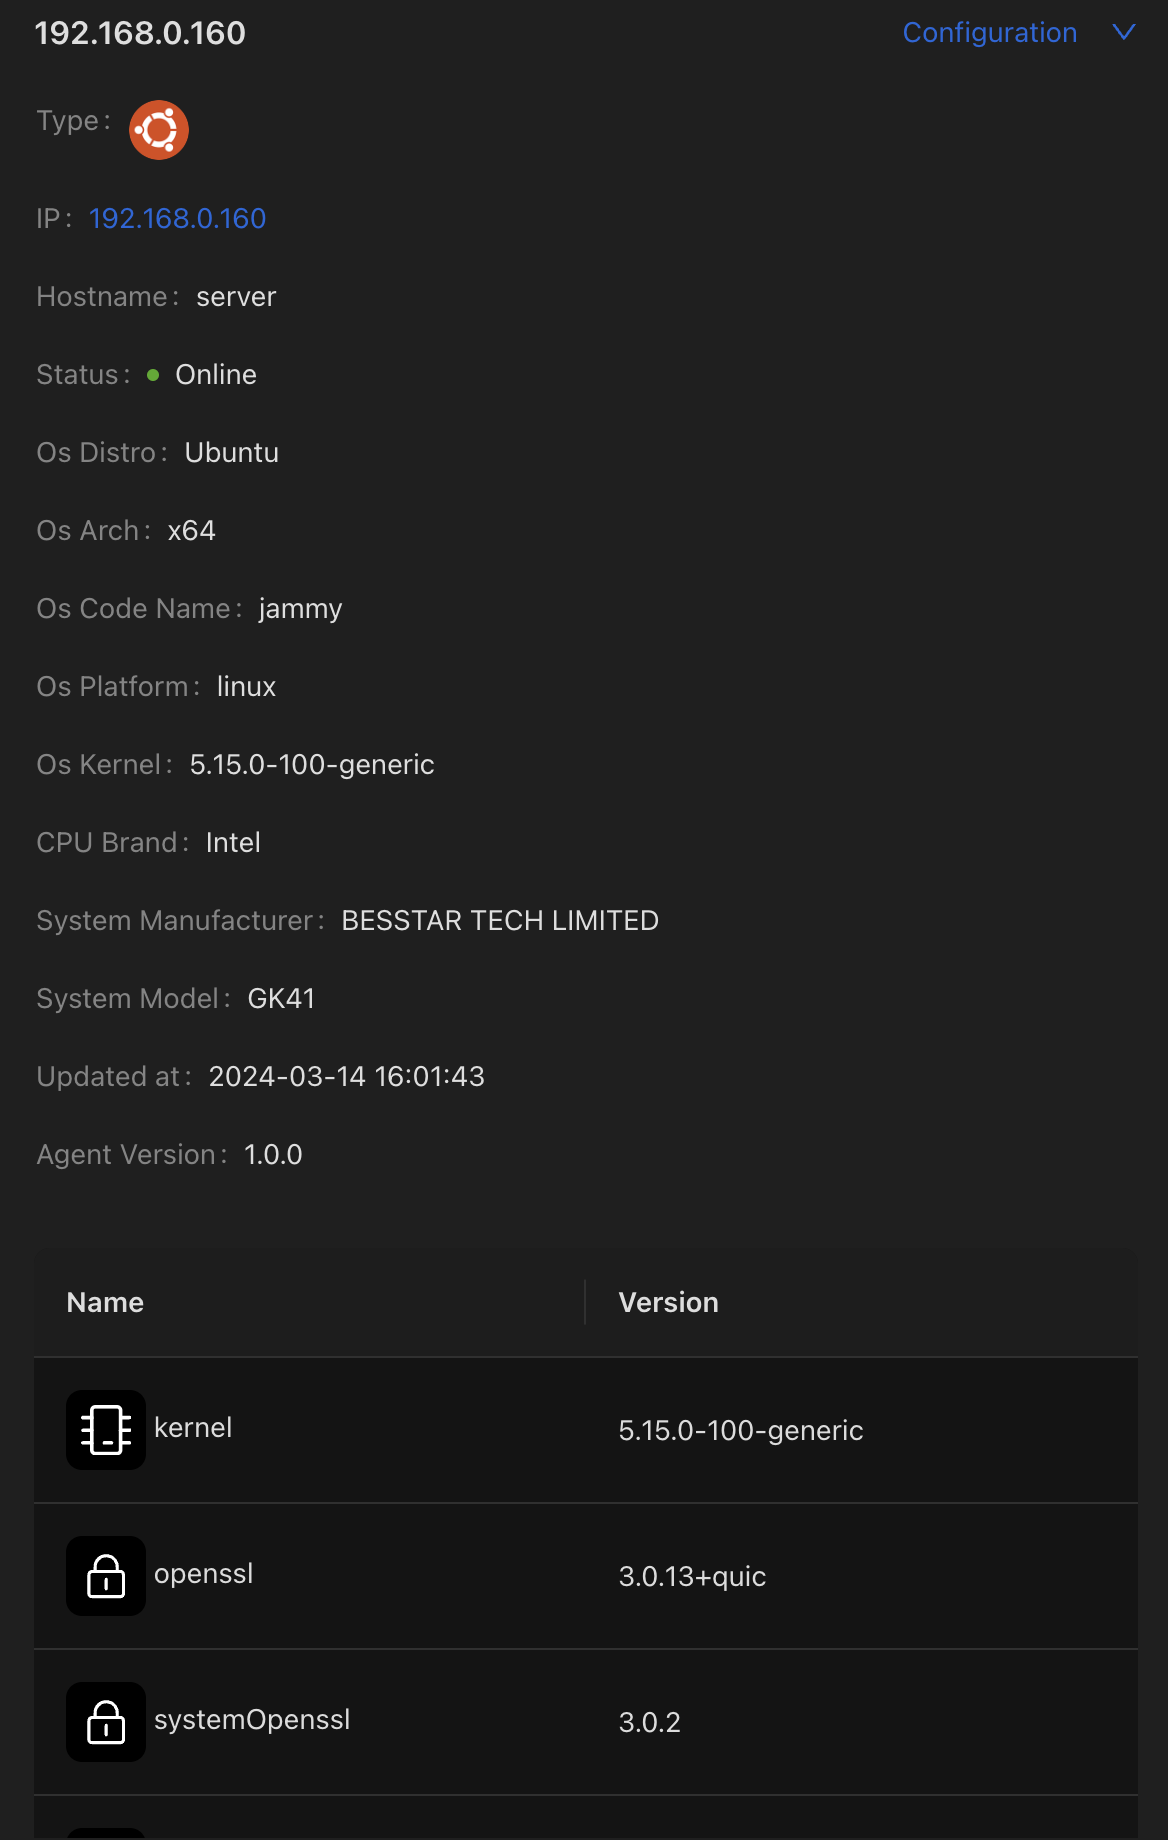 192.168.0.160 Configuration
Type:
IP: 192.168.0.160
Hostname: server
Status: Online
Os Distro: Ubuntu
Os Arch: x64
Os Code Name: jammy
Os Platform: linux
Os Kernel: 5.15.0-100-generic
CPU Brand: Intel
System Manufacturer: BESSTAR TECH LIMITED
System Model: GK41
Updated at: 2024-03-14 16:01:43
Agent Version: 1.0.0
Name Version
kernel 5.15.0-100-generic
openssl 3.0.13+quic
systemOpenssl 3.0.2